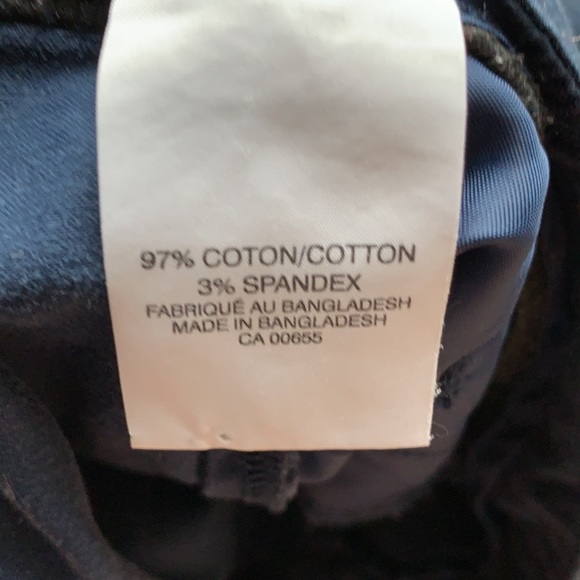 97% COTON/COTTON
3% SPANDEX
FABRIQUÉ AU BANGLADESH
MADE IN BANGLADESH
CA 00655